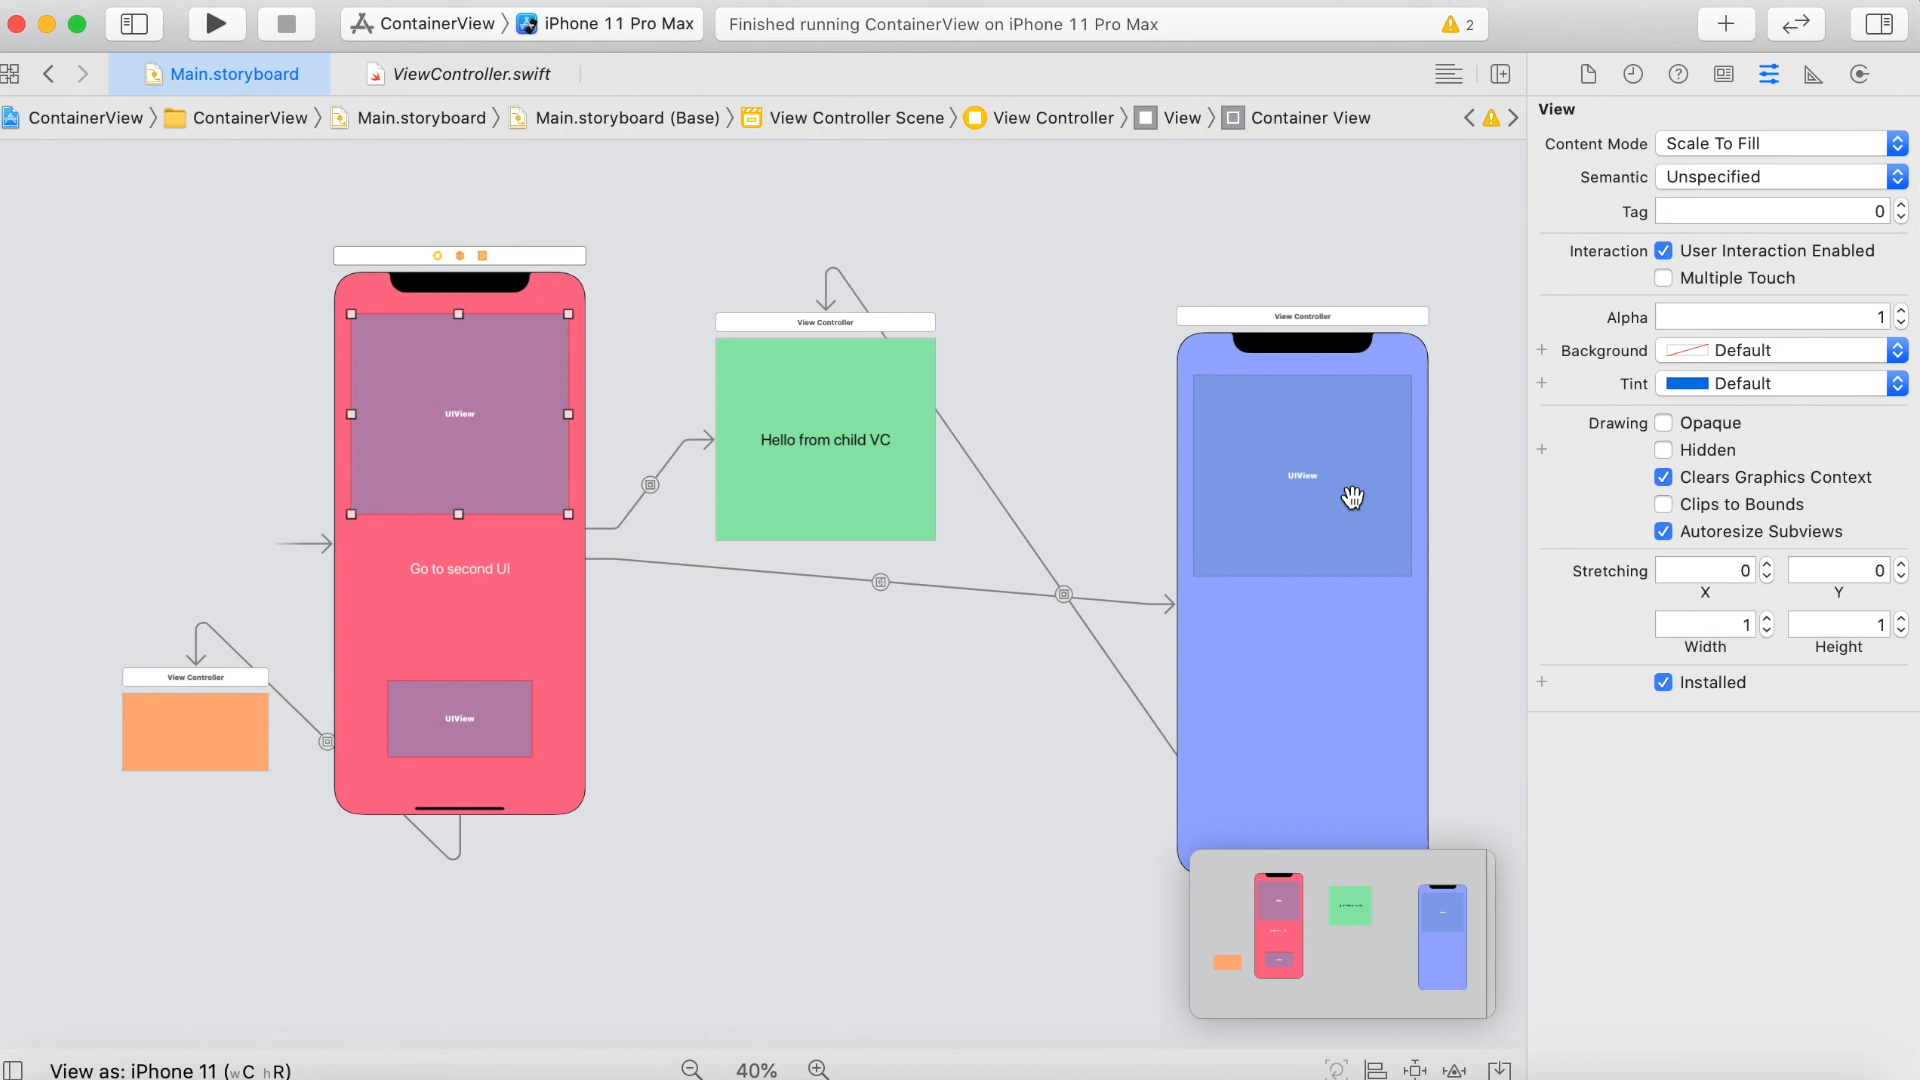 ContainerView
iPhone 11 Pro Max
Finished running ContainerView on iPhone 11 Pro Max
2
Main.storyboard
ViewController.swift
ContainerView
ContainerView
Main.storyboard
Main.storyboard (Base)
View Controller Scene
View Controller
View
Container View
View
Content Mode
Scale To Fill
Semantic
Unspecified
Tag
0
Interaction
User Interaction Enabled
Multiple Touch
Alpha
1
Background
Default
Tint
Default
Drawing
Opaque
Hidden
Clears Graphics Context
Clips to Bounds
Autoresize Subviews
Stretching
0
0
X
Y
1
1
Width
Height
Installed
UIView
Go to second UI
UIView
View Controller
View Controller
Hello from child VC
View Controller
UIView
View as: iPhone 11 (wC hR)
40%